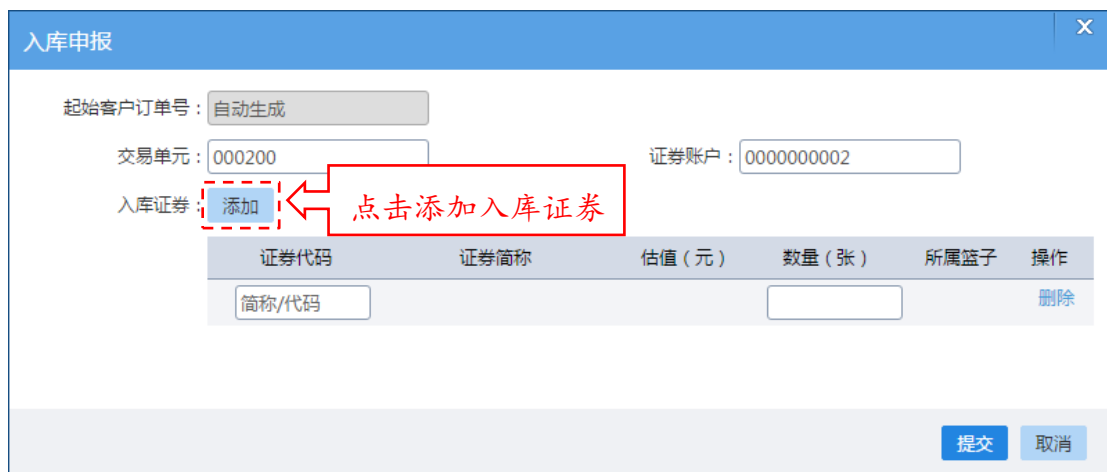 入库申报 X
起始客户订单号：自动生成
交易单元：000200 证券账户：0000000002
入库证券：添加 点击添加入库证券
证券代码 证券简称 估值（元） 数量（张） 所属篮子 操作
简称/代码 删除
提交 取消